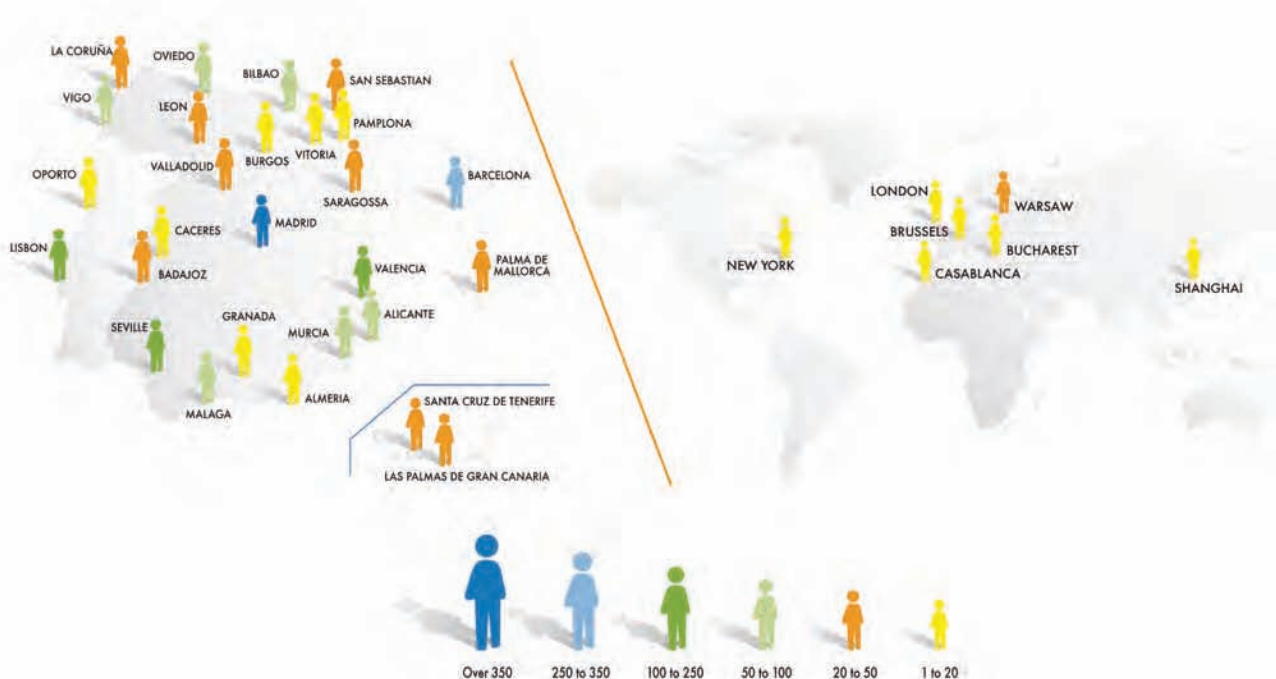 LA CORUÑA
OVIEDO
BILBAO
SAN SEBASTIAN
VIGO
LEON
PAMPLONA
BURGOS
VITORIA
VALLADOLID
OPORTO
SARAGOSSA
BARCELONA
CACERES
MADRID
LISBON
BADAJOZ
VALENCIA
PALMA DE
MALLORCA
SEVILLE
GRANADA
MURCIA
ALICANTE
MALAGA
ALMERIA
SANTA CRUZ DE TENERIFE
LAS PALMAS DE GRAN CANARIA
LONDON
WARSAW
BRUSSELS
BUCHAREST
NEW YORK
CASABLANCA
SHANGHAI
Over 350
250 to 350
100 to 250
50 to 100
20 to 50
1 to 20